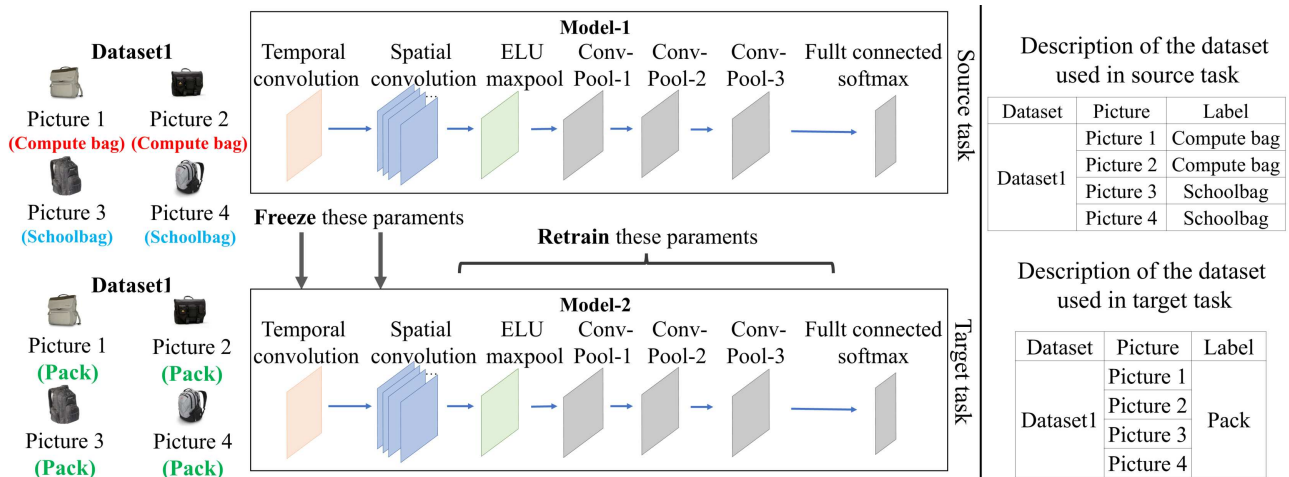 Dataset1
Picture 1
Picture 2
(Compute bag)
(Compute bag)
Picture 3
Picture 4
(Schoolbag)
(Schoolbag)
Model-1
Temporal
convolution
Spatial
convolution
...
ELU
maxpool
Conv-
Pool-1
Conv-
Pool-2
Conv-
Pool-3
Fullt connected
softmax
Source task
Freeze these paraments
Retrain these paraments
Dataset1
Picture 1
Picture 2
(Pack)
(Pack)
Picture 3
Picture 4
(Pack)
(Pack)
Model-2
Temporal
convolution
Spatial
convolution
...
ELU
maxpool
Conv-
Pool-1
Conv-
Pool-2
Conv-
Pool-3
Fullt connected
softmax
Target task
Description of the dataset
used in source task
Dataset Picture Label
Dataset1
Picture 1 Compute bag
Picture 2 Compute bag
Picture 3 Schoolbag
Picture 4 Schoolbag
Description of the dataset
used in target task
Dataset Picture Label
Dataset1
Picture 1
Picture 2
Picture 3
Picture 4
Pack